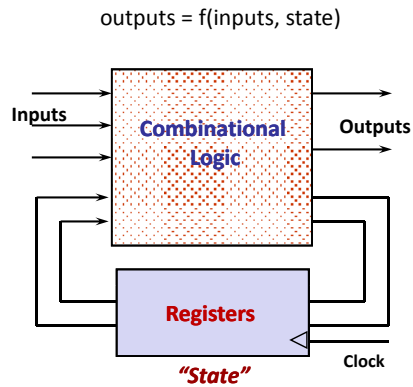 outputs = f(inputs, state)
Inputs
Combinational
Logic
Outputs
Registers
Clock
"State"